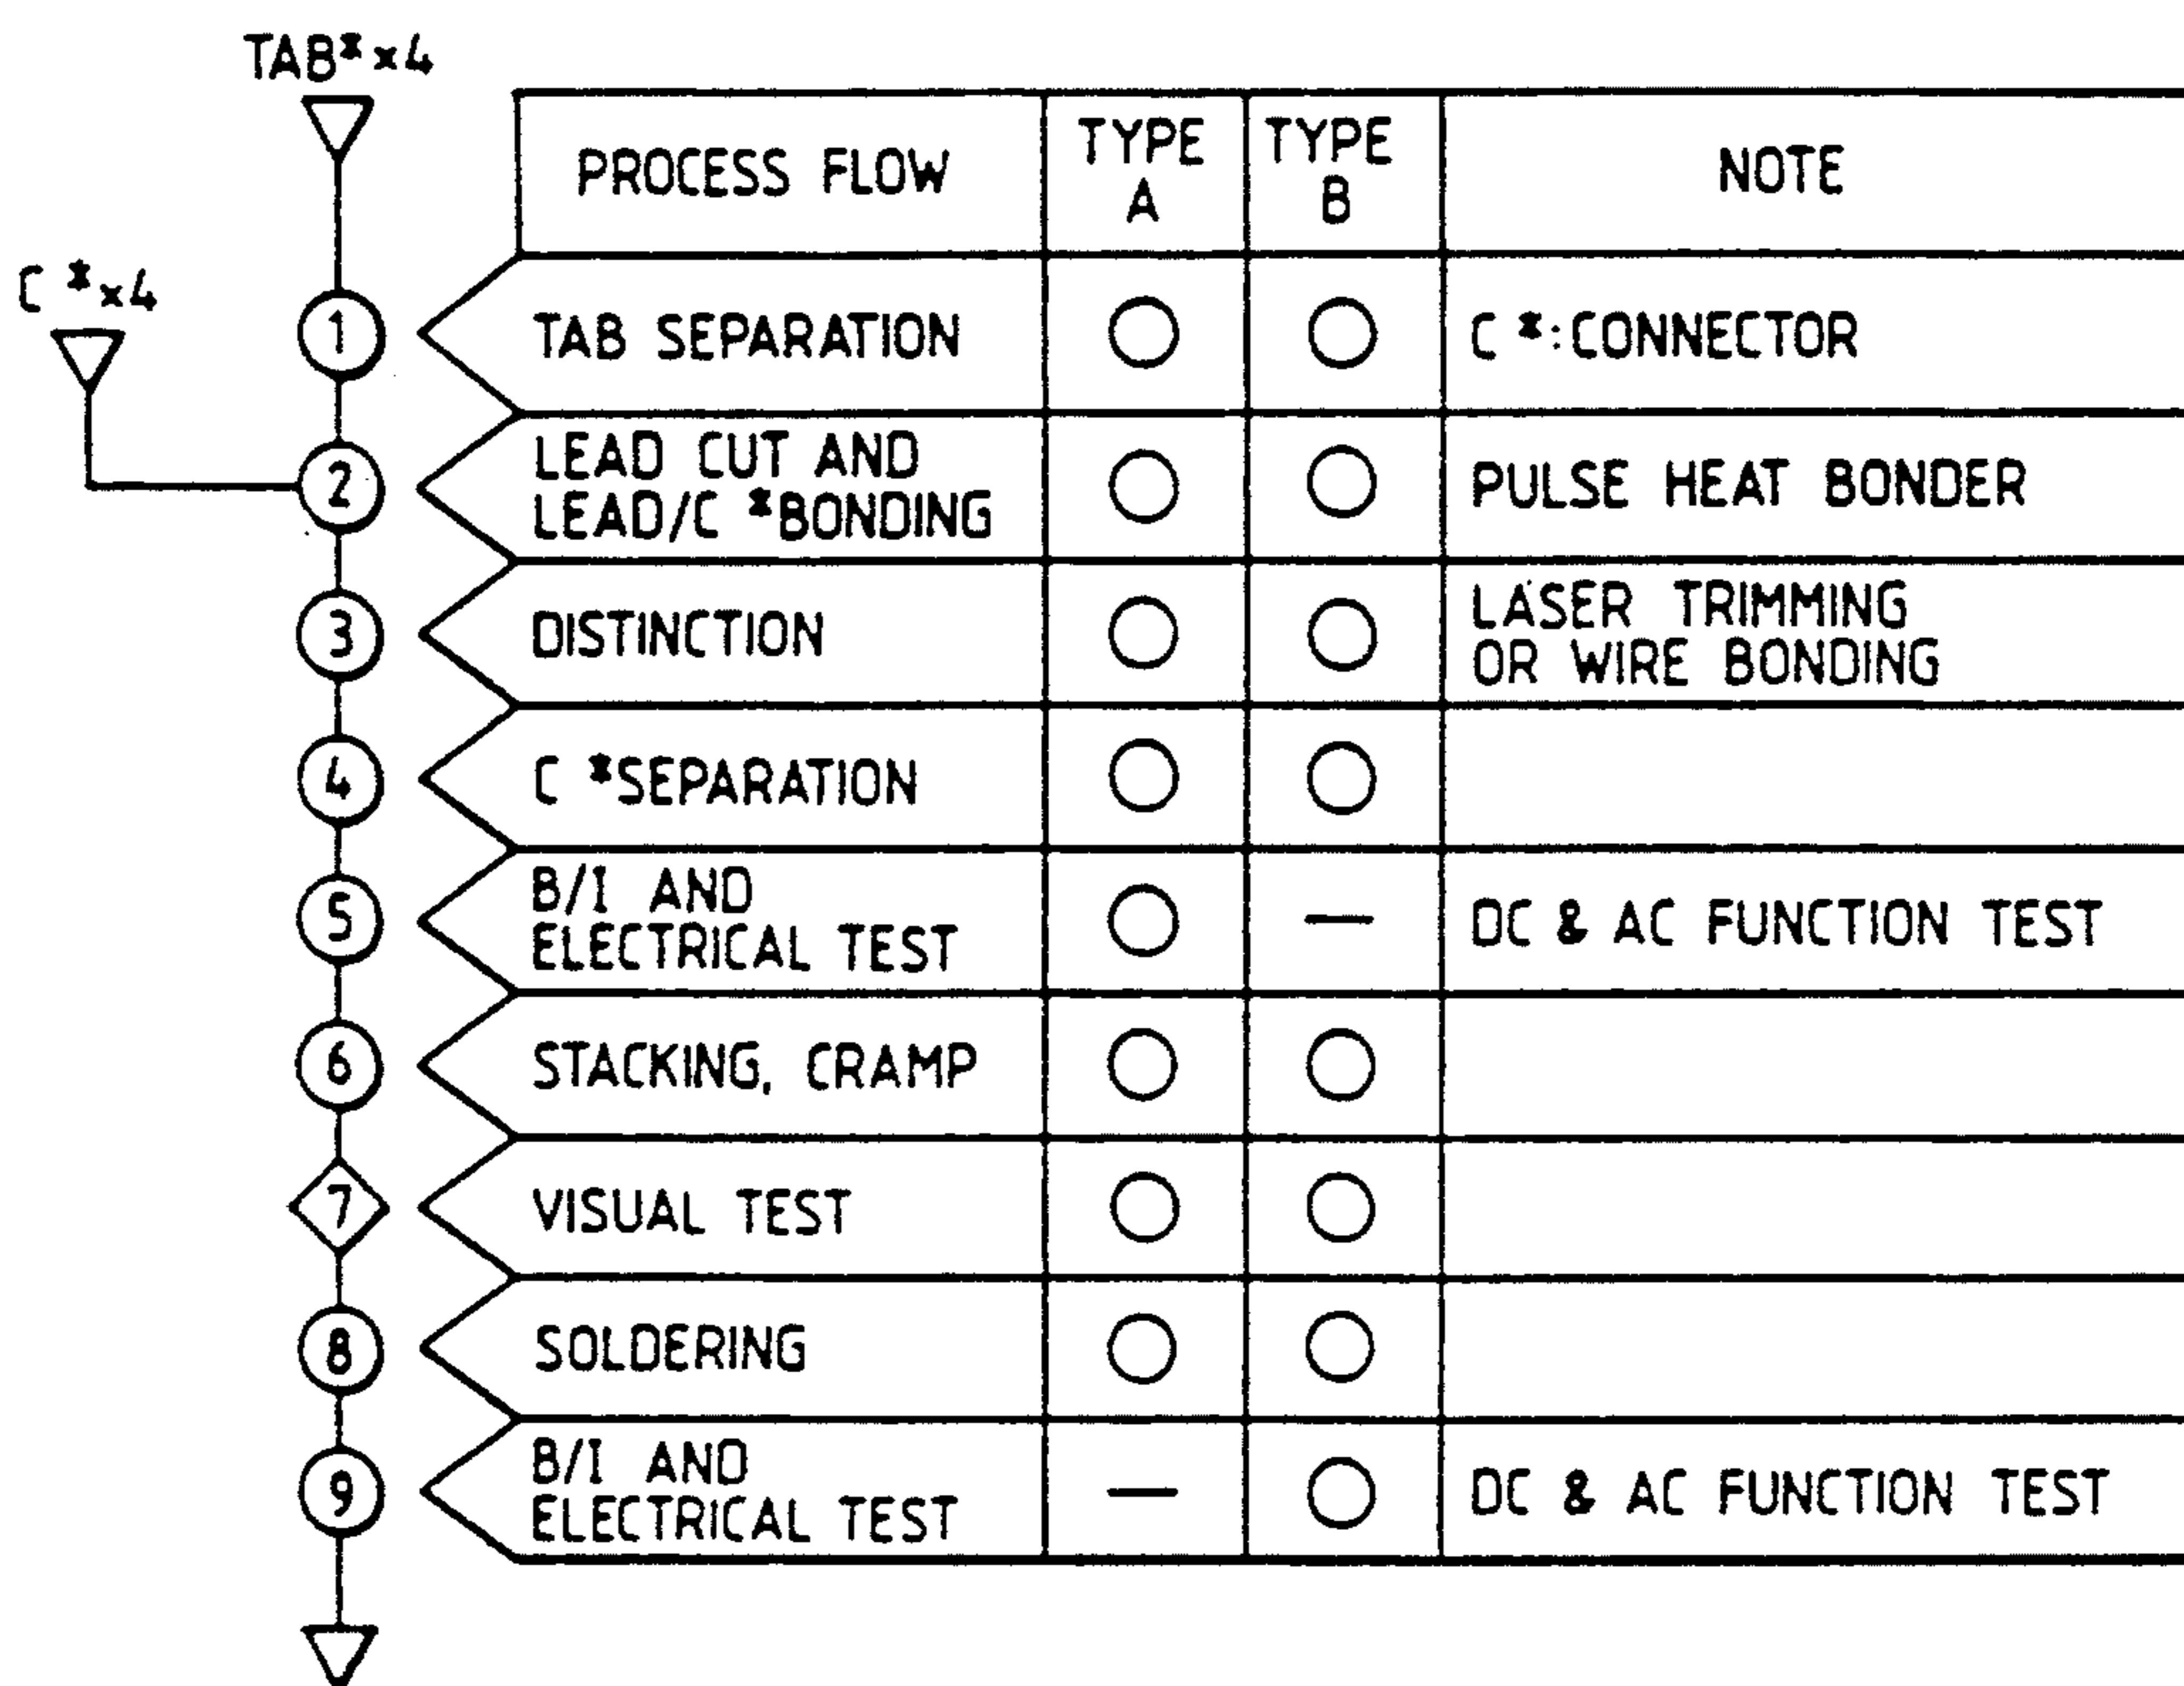 TAB*×4
PROCESS FLOW
TYPE
A
TYPE
B
NOTE
C *×4
1
TAB SEPARATION
C *:CONNECTOR
2
LEAD CUT AND
LEAD/C *BONDING
PULSE HEAT BONDER
3
DISTINCTION
LASER TRIMMING
OR WIRE BONDING
4
C *SEPARATION
5
B/I AND
ELECTRICAL TEST
—
DC & AC FUNCTION TEST
6
STACKING, CRAMP
7
VISUAL TEST
8
SOLDERING
9
B/I AND
ELECTRICAL TEST
—
DC & AC FUNCTION TEST